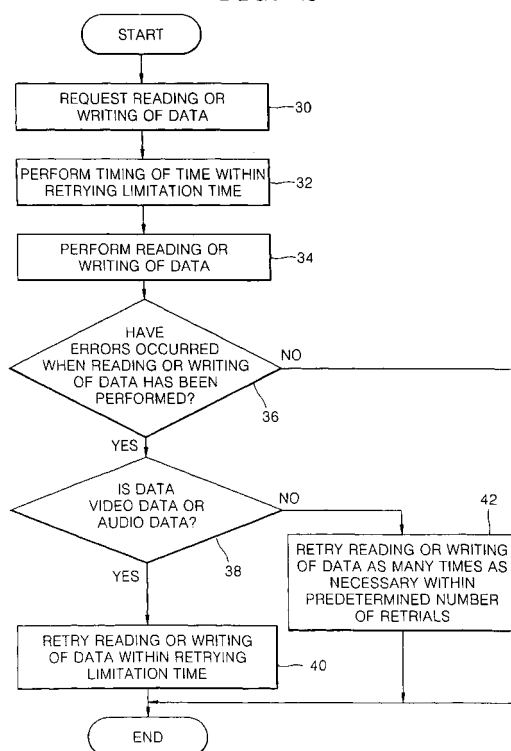 START
REQUEST READING OR
WRITING OF DATA
30
PERFORM TIMING OF TIME WITHIN
RETRYING LIMITATION TIME
32
PERFORM READING OR
WRITING OF DATA
34
HAVE
ERRORS OCCURRED
WHEN READING OR WRITING
OF DATA HAS BEEN
PERFORMED?
NO
36
YES
IS DATA
VIDEO DATA OR
AUDIO DATA?
NO
38
YES
42
RETRY READING OR WRITING
OF DATA AS MANY TIMES AS
NECESSARY WITHIN
PREDETERMINED NUMBER
OF RETRIALS
RETRY READING OR WRITING
OF DATA WITHIN RETRYING
LIMITATION TIME
40
END